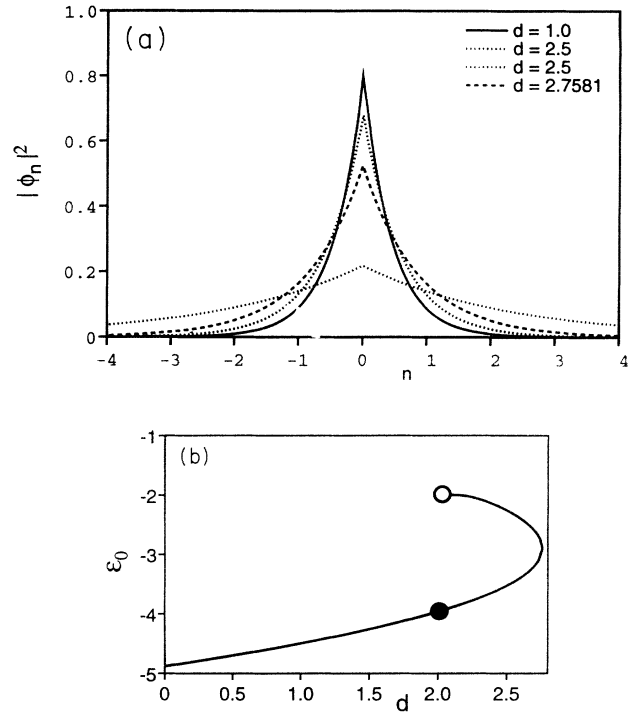 (a)
d = 1.0
d = 2.5
d = 2.5
d = 2.7581
|ϕn|²
1.0
0.8
0.6
0.4
0.2
0
-4 -3 -2 -1 0 1 2 3 4
n
(b)
ε0
-1
-2
-3
-4
-5
0 0.5 1.0 1.5 2.0 2.5
d